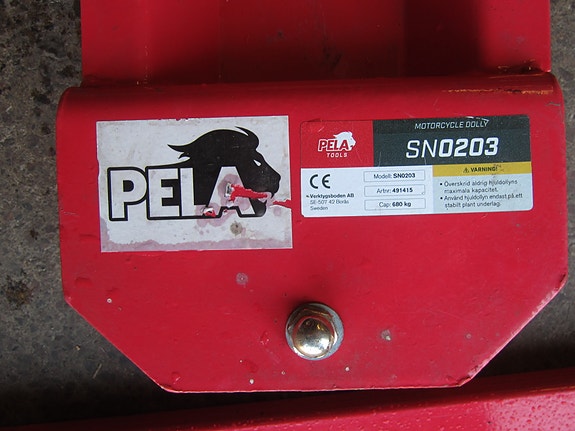 PELA
PELA
TOOLS
MOTORCYCLE DOLLY
SN0203
CE
Verktygsboden AB
SE-507 42 Borås
Sweden
Modell: SN0203
Artnr: 491415
Cap: 680 kg
⚠ VARNING!
• Överskrid aldrig hjuldollyns
maximala kapacitet.
• Använd hjuldollyn endast på ett
stabilt plant underlag.